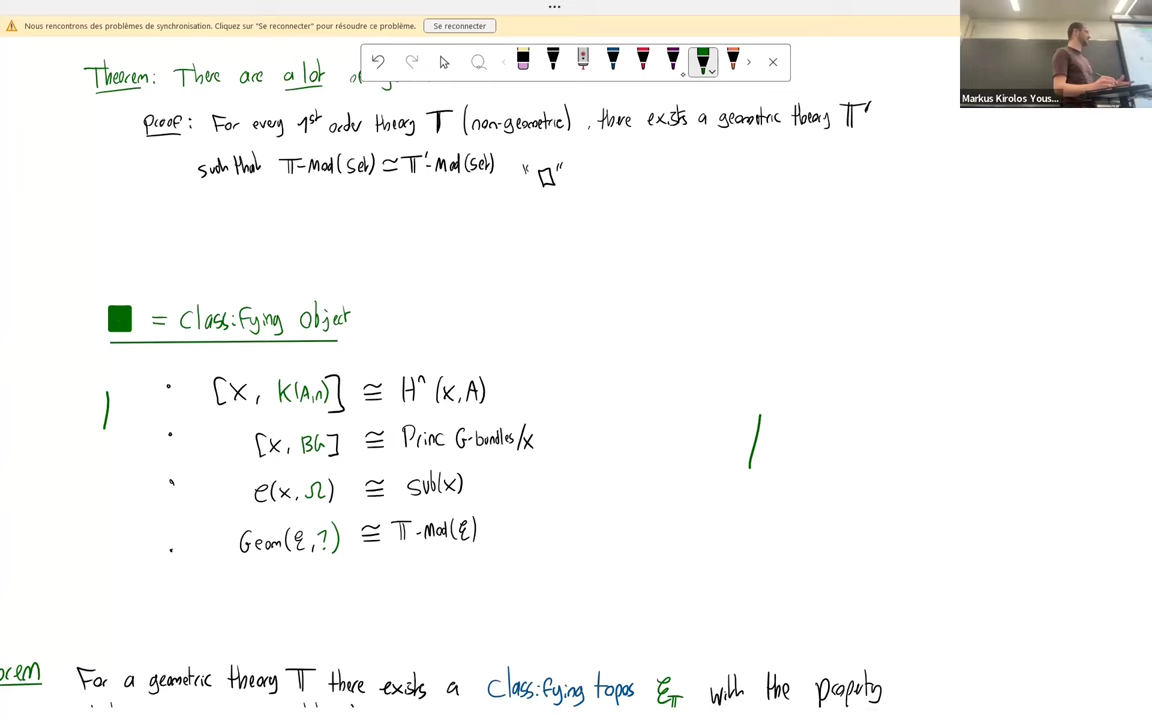 Nous rencontrons des problèmes de synchronisation. Cliquez sur "Se reconnecter" pour résoudre ce problème. Se reconnecter
Markus Kirolos Yous...
Theorem: There are a lot
Proof: For every 1st order theory T (non-geometric), there exists a geometric theory 𝕋'
such that 𝕋-Mod(Set) ≃ 𝕋'-Mod(Set) "□"
■ = Classifying Object
• [X, K(A,n)] ≅ Hⁿ(X,A)
• [X, BG] ≅ Princ G-bundles/X
• C(X, Ω) ≅ Sub(X)
• Geom(ℰ,?) ≅ 𝕋-Mod(ℰ)
For a geometric theory 𝕋 there exists a classifying topos ℰ_𝕋 with the property